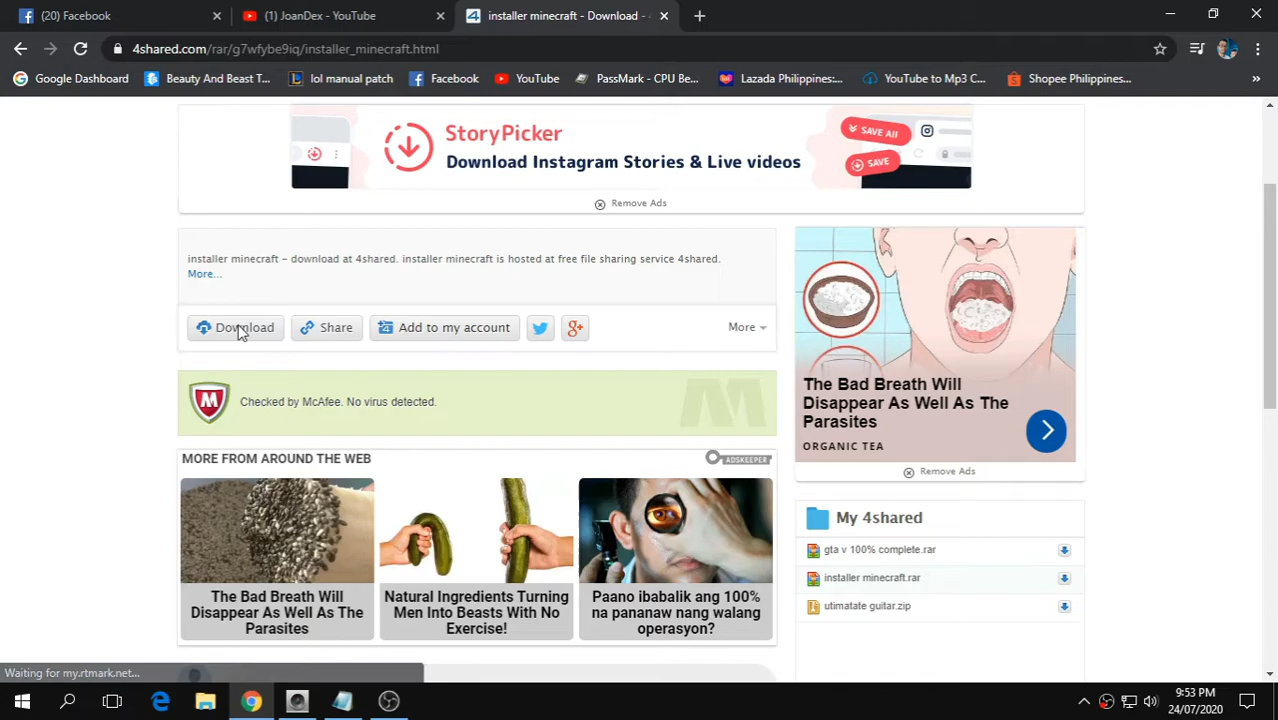 (20) Facebook
(1) JoanDex - YouTube
installer minecraft - Download - 4
4shared.com/rar/g7wfybe9iq/installer_minecraft.html
Google Dashboard
Beauty And Beast T...
lol manual patch
Facebook
YouTube
PassMark - CPU Be...
Lazada Philippines:...
YouTube to Mp3 C...
Shopee Philippines...
StoryPicker
Download Instagram Stories & Live videos
SAVE All
SAVE
Remove Ads
installer minecraft – download at 4shared. installer minecraft is hosted at free file sharing service 4shared.
More...
Download
Share
Add to my account
More
Checked by McAfee. No virus detected.
The Bad Breath Will
Disappear As Well As The
Parasites
ORGANIC TEA
Remove Ads
MORE FROM AROUND THE WEB
ADSKEEPER
The Bad Breath Will
Disappear As Well As The
Parasites
Natural Ingredients Turning
Men Into Beasts With No
Exercise!
Paano ibabalik ang 100%
na pananaw nang walang
operasyon?
My 4shared
gta v 100% complete.rar
installer minecraft.rar
utimatate guitar.zip
Waiting for my.rtmark.net...
9:53 PM
24/07/2020